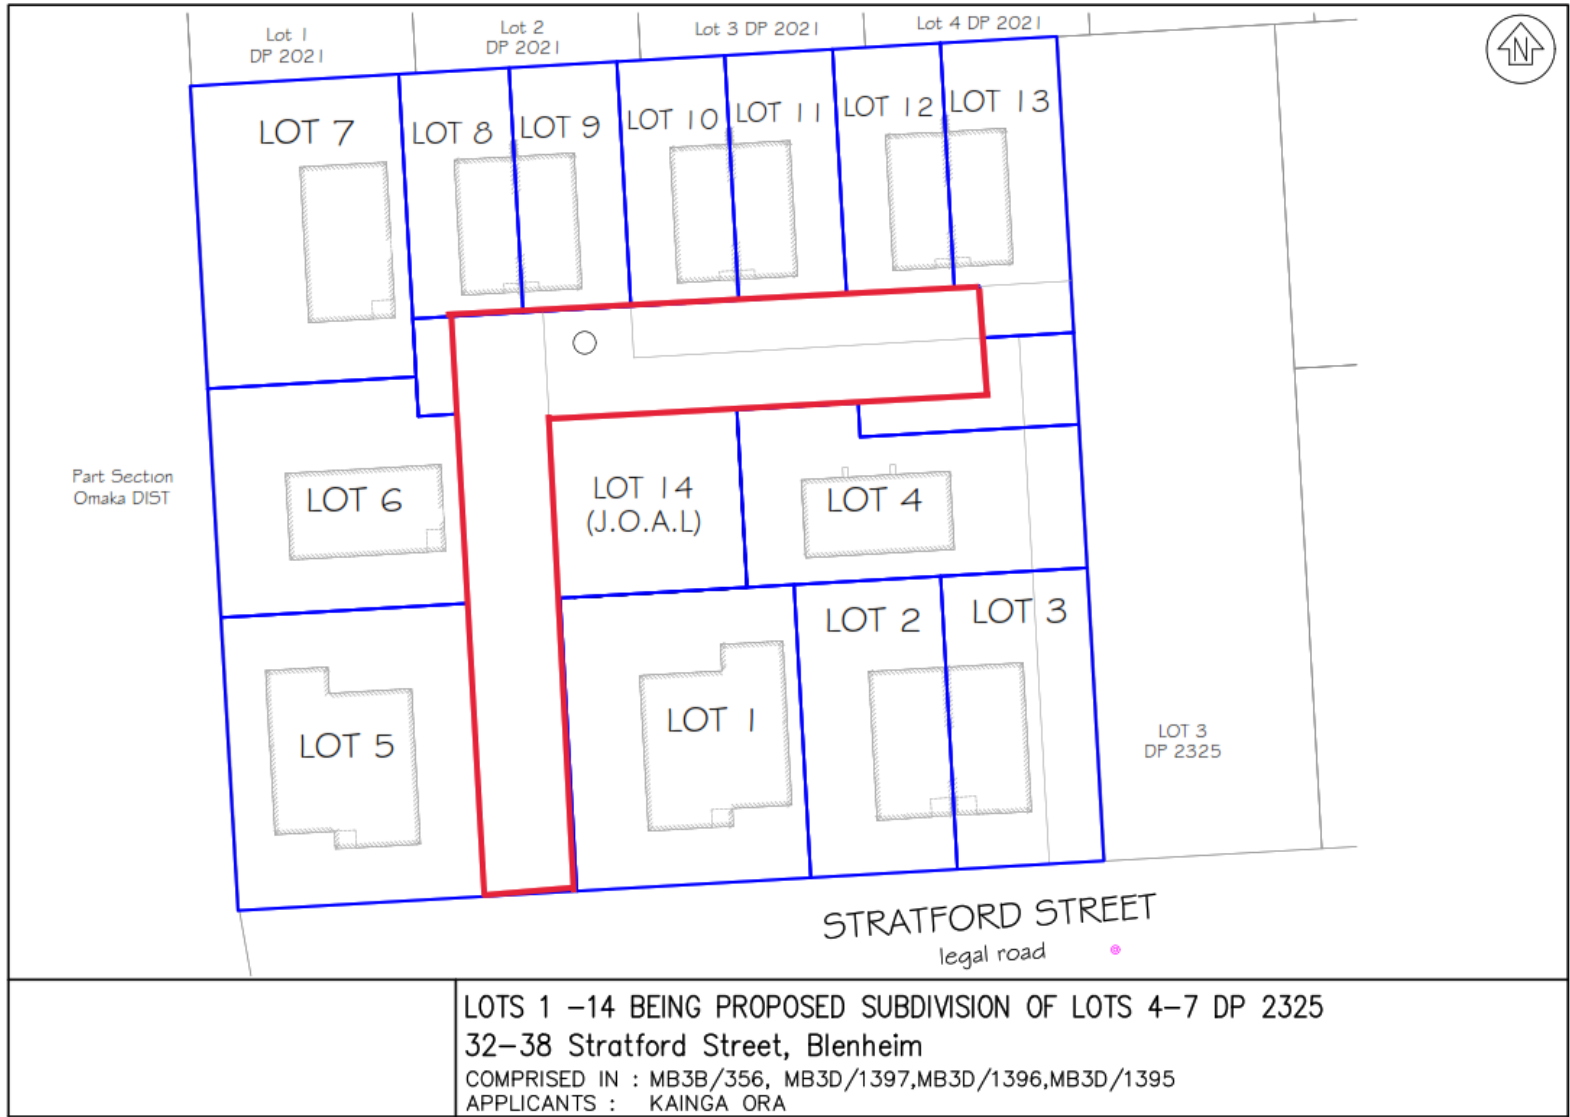 Lot 1
DP 2021
Lot 2
DP 2021
Lot 3 DP 2021
Lot 4 DP 2021
N
LOT 7
LOT 8
LOT 9
LOT 10
LOT 11
LOT 12
LOT 13
Part Section
Omaka DIST
LOT 6
LOT 14
(J.O.A.L)
LOT 4
LOT 5
LOT 1
LOT 2
LOT 3
LOT 3
DP 2325
STRATFORD STREET
legal road
LOTS 1 -14 BEING PROPOSED SUBDIVISION OF LOTS 4-7 DP 2325
32-38 Stratford Street, Blenheim
COMPRISED IN : MB3B/356, MB3D/1397,MB3D/1396,MB3D/1395
APPLICANTS : KAINGA ORA